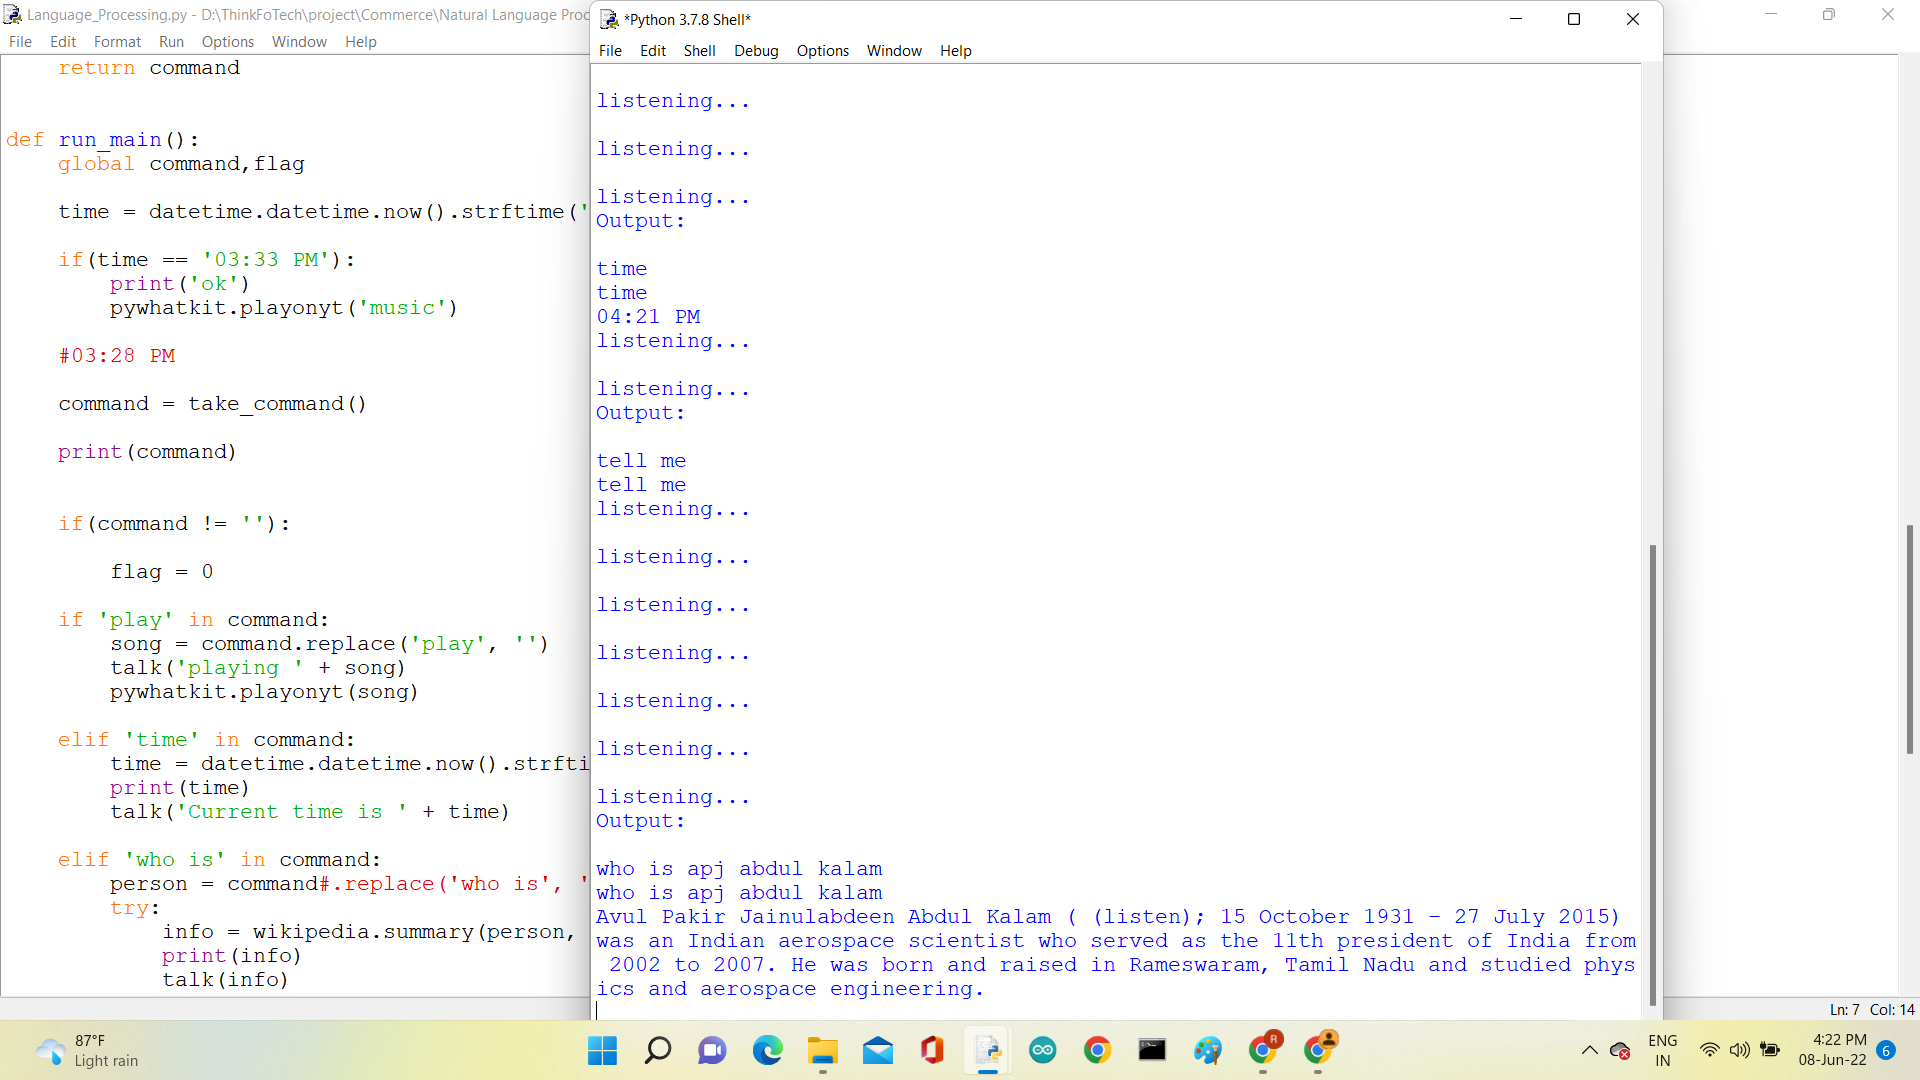 Language_Processing.py - D:\ThinkFoTech\project\Commerce\Natural Language Proc
File Edit Format Run Options Window Help
return command
def run_main():
global command,flag
time = datetime.datetime.now().strftime('
if(time == '03:33 PM'):
print('ok')
pywhatkit.playonyt('music')
#03:28 PM
command = take_command()
print(command)
if(command != ''):
flag = 0
if 'play' in command:
song = command.replace('play', '')
talk('playing ' + song)
pywhatkit.playonyt(song)
elif 'time' in command:
time = datetime.datetime.now().strfti
print(time)
talk('Current time is ' + time)
elif 'who is' in command:
person = command#.replace('who is', '
try:
info = wikipedia.summary(person,
print(info)
talk(info)
*Python 3.7.8 Shell*
File Edit Shell Debug Options Window Help
listening...
listening...
listening...
Output:
time
time
04:21 PM
listening...
listening...
Output:
tell me
tell me
listening...
listening...
listening...
listening...
listening...
listening...
listening...
Output:
who is apj abdul kalam
who is apj abdul kalam
Avul Pakir Jainulabdeen Abdul Kalam ( (listen); 15 October 1931 – 27 July 2015)
was an Indian aerospace scientist who served as the 11th president of India from
2002 to 2007. He was born and raised in Rameswaram, Tamil Nadu and studied phys
ics and aerospace engineering.
Ln: 7 Col: 14
87°F
Light rain
R
ENG
IN
4:22 PM
08-Jun-22
6